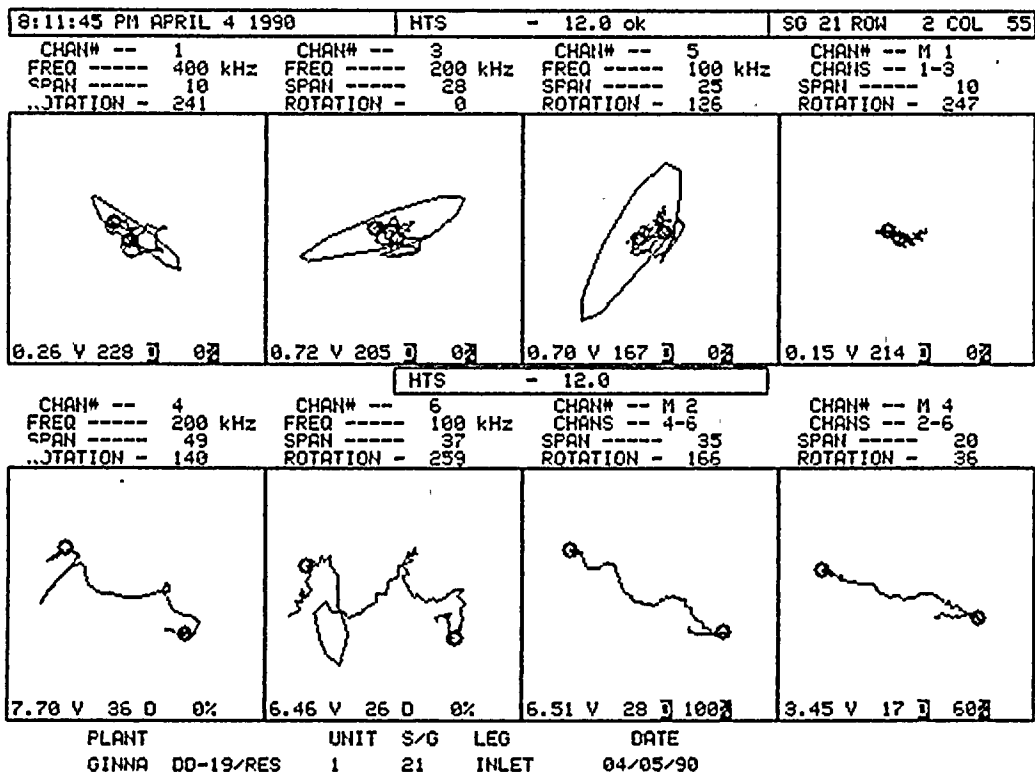 8:11:45 PM APRIL 4 1990 HTS - 12.0 ok SG 21 ROW 2 COL 55
CHAN# -- 1 CHAN# -- 3 CHAN# -- 5 CHAN# -- M 1
FREQ ----- 400 kHz FREQ ----- 200 kHz FREQ ----- 100 kHz CHANS -- 1-3
SPAN ----- 10 SPAN ----- 28 SPAN ----- 25 SPAN ----- 10
..OTATION - 241 ROTATION - 0 ROTATION - 126 ROTATION - 247
0.26 V 228 D 0% 0.72 V 205 D 0% 0.70 V 167 D 0% 0.15 V 214 D 0%
HTS - 12.0
CHAN# -- 4 CHAN# -- 6 CHAN# -- M 2 CHAN# -- M 4
FREQ ----- 200 kHz FREQ ----- 100 kHz CHANS -- 4-6 CHANS -- 2-6
SPAN ----- 49 SPAN ----- 37 SPAN ----- 35 SPAN ----- 20
..OTATION - 140 ROTATION - 259 ROTATION - 166 ROTATION - 36
7.70 V 36 D 0% 6.46 V 26 D 0% 6.51 V 28 D 100% 3.45 V 17 D 60%
PLANT UNIT S/G LEG DATE
GINNA DD-19/RES 1 21 INLET 04/05/90